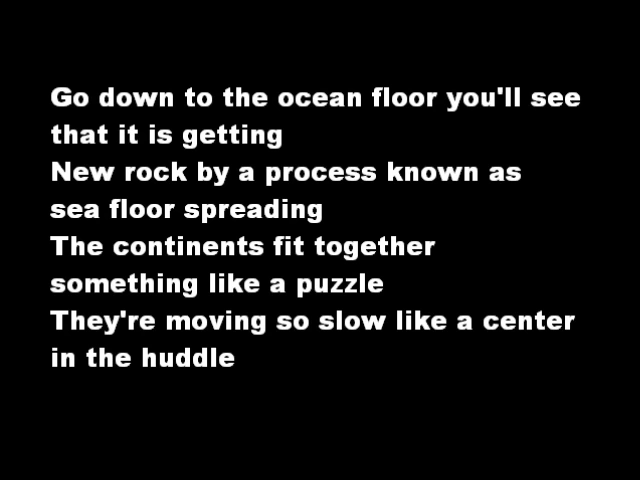 Go down to the ocean floor you'll see
that it is getting
New rock by a process known as
sea floor spreading
The continents fit together
something like a puzzle
They're moving so slow like a center
in the huddle